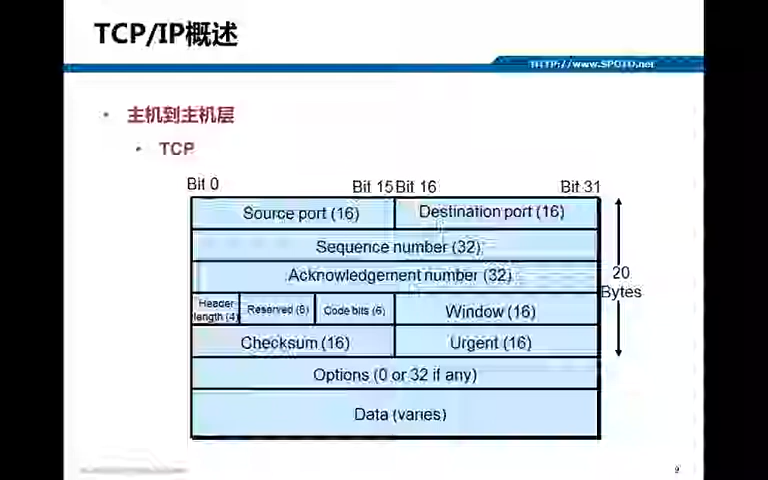 TCP/IP概述
HTTP://www.SPOTO.net
• 主机到主机层
• TCP
Bit 0 Bit 15 Bit 16 Bit 31
Source port (16) Destination port (16)
Sequence number (32)
Acknowledgement number (32)
20
Bytes
Header
length (4) Reserved (6) Code bits (6) Window (16)
Checksum (16) Urgent (16)
Options (0 or 32 if any)
Data (varies)
9